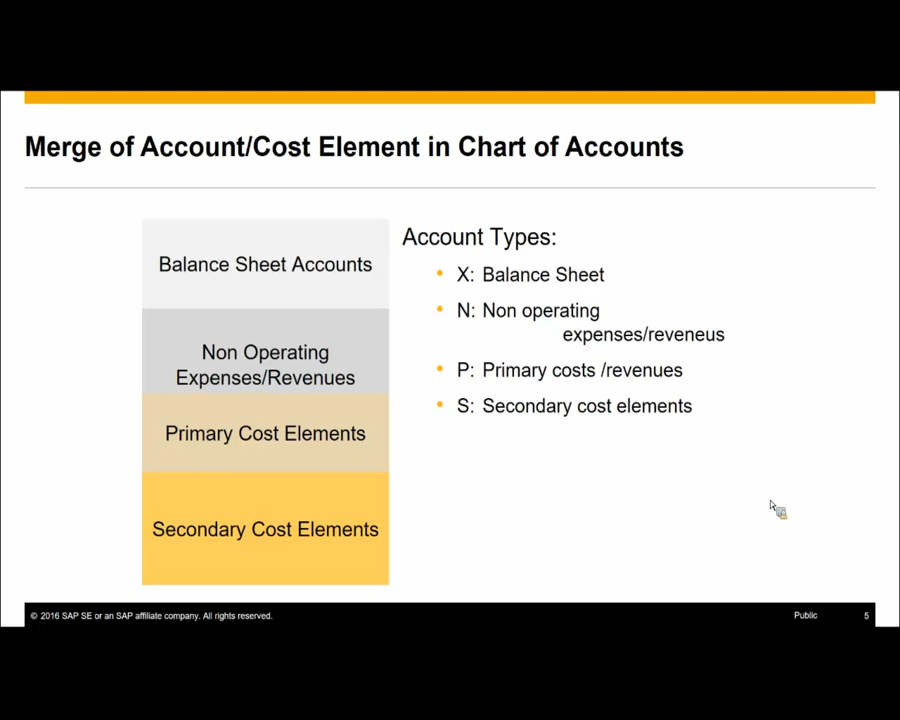 Merge of Account/Cost Element in Chart of Accounts
Balance Sheet Accounts
Non Operating
Expenses/Revenues
Primary Cost Elements
Secondary Cost Elements
Account Types:
• X: Balance Sheet
• N: Non operating
expenses/reveneus
• P: Primary costs /revenues
• S: Secondary cost elements
© 2016 SAP SE or an SAP affiliate company. All rights reserved.
Public
5